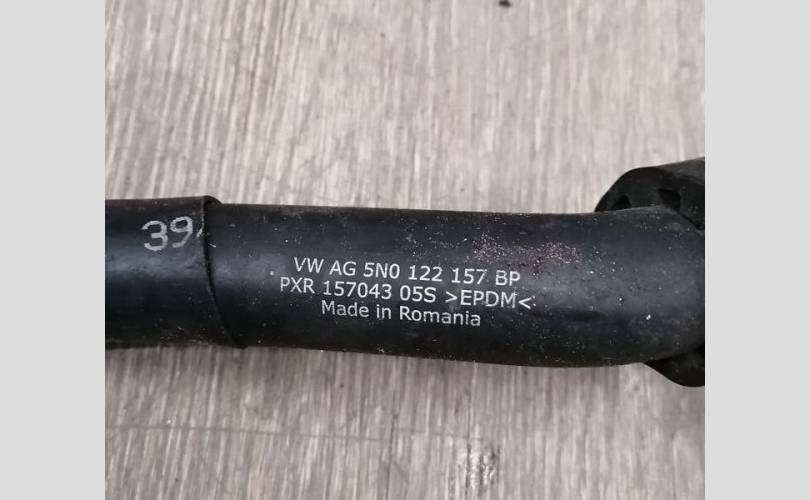 39
VW AG 5N0 122 157 BP
PXR 157043 05S >EPDM<
Made in Romania